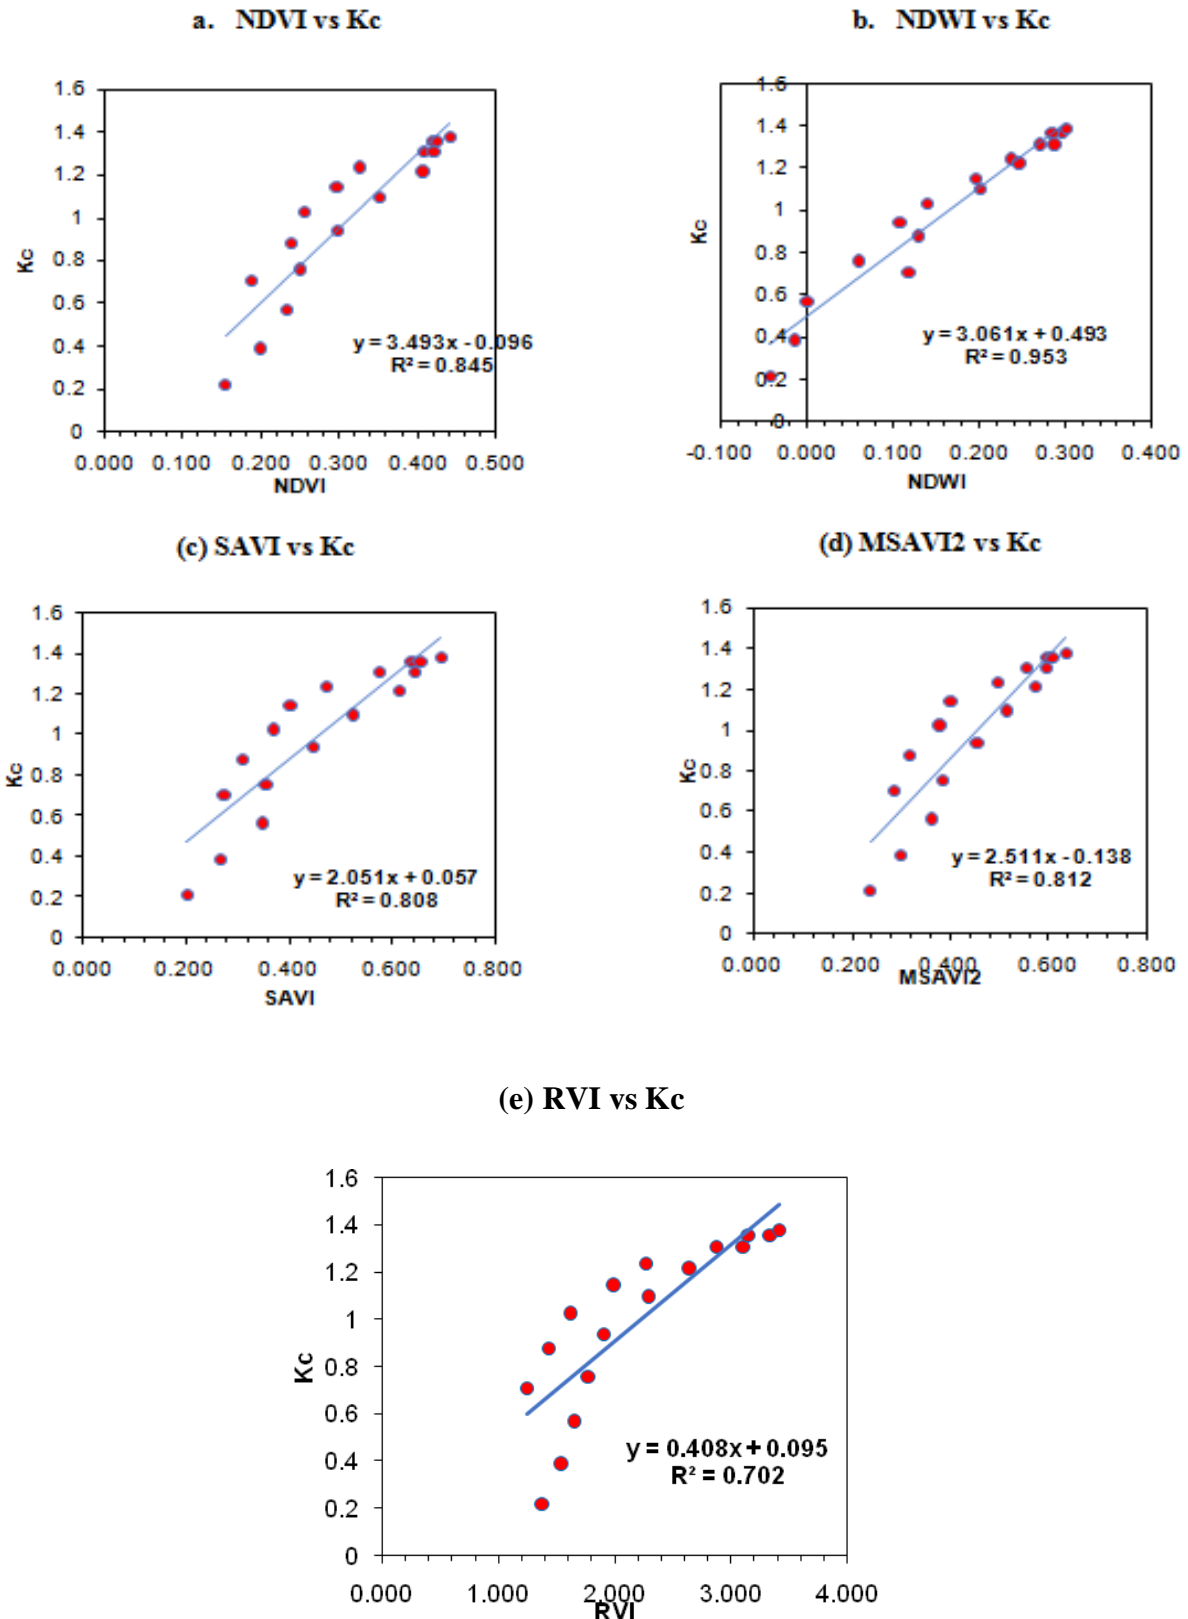 a. NDVI vs Kc
1.6
1.4
1.2
1
0.8
0.6
0.4
0.2
0
Kc
y = 3.493x - 0.096
R² = 0.845
0.000 0.100 0.200 0.300 0.400 0.500
NDVI
b. NDWI vs Kc
1.6
1.4
1.2
1
0.8
0.6
0.4
0.2
0
Kc
y = 3.061x + 0.493
R² = 0.953
-0.100 0.000 0.100 0.200 0.300 0.400
NDWI
(c) SAVI vs Kc
1.6
1.4
1.2
1
0.8
0.6
0.4
0.2
0
Kc
y = 2.051x + 0.057
R² = 0.808
0.000 0.200 0.400 0.600 0.800
SAVI
(d) MSAVI2 vs Kc
1.6
1.4
1.2
1
0.8
0.6
0.4
0.2
0
Kc
y = 2.511x - 0.138
R² = 0.812
0.000 0.200 0.400 0.600 0.800
MSAVI2
(e) RVI vs Kc
1.6
1.4
1.2
1
0.8
0.6
0.4
0.2
0
Kc
y = 0.408x + 0.095
R² = 0.702
0.000 1.000 2.000 3.000 4.000
RVI